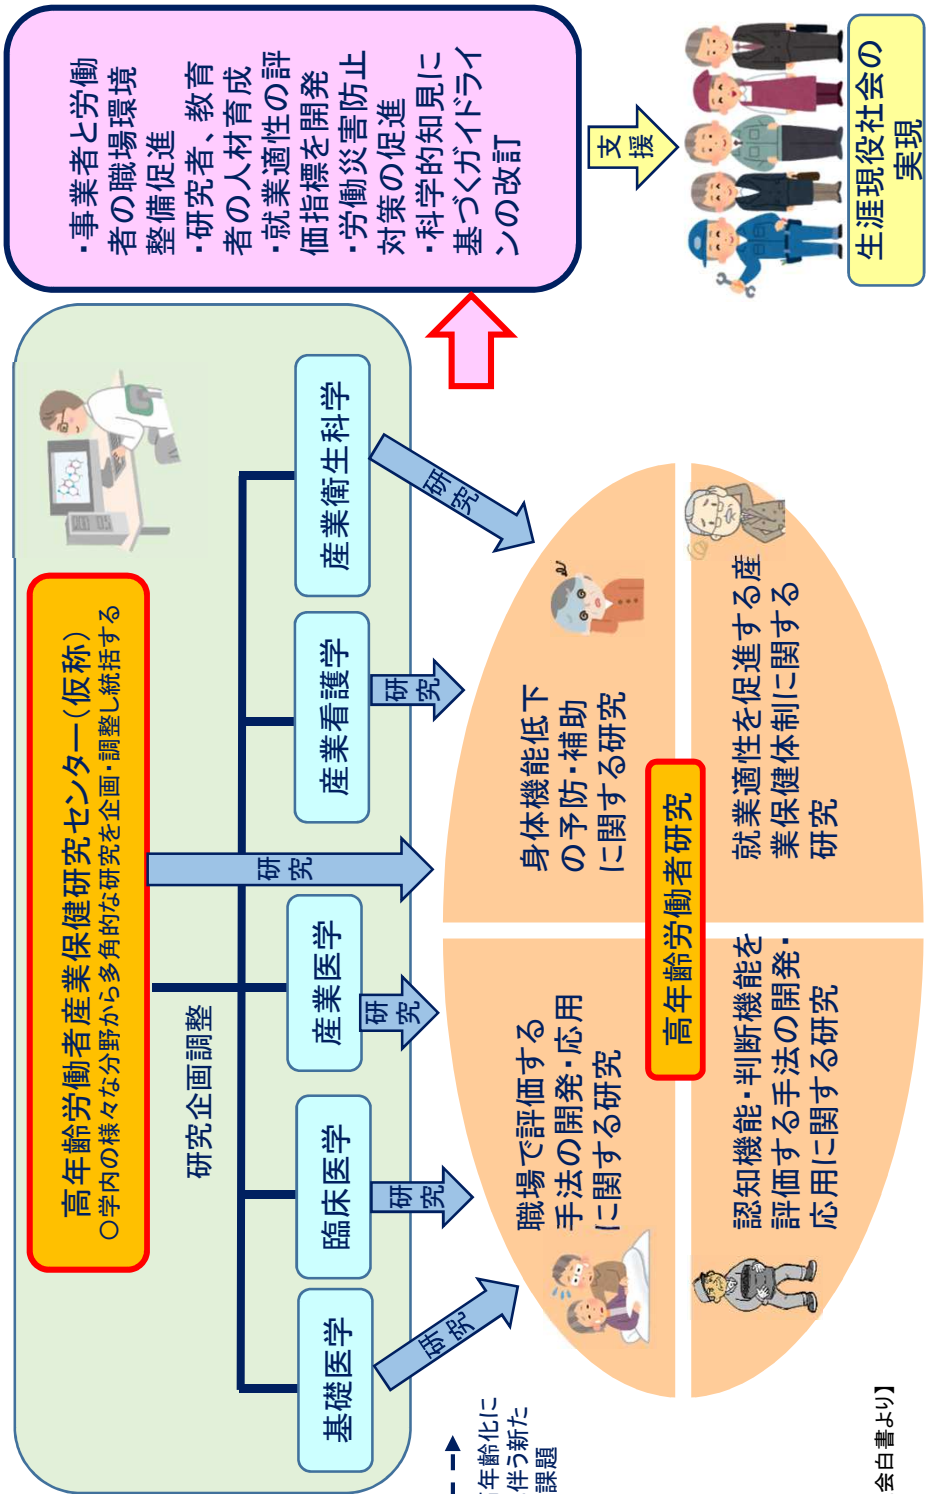 高年齢労働者産業保健研究センター（仮称）
○学内の様々な分野から多角的な研究を企画・調整し統括する
研究企画調整
基礎医学
臨床医学
産業医学
産業看護学
産業衛生科学
研究
研究
研究
研究
研究
研究
職場で評価する
手法の開発・応用
に関する研究
身体機能低下
の予防・補助
に関する研究
高年齢労働者研究
認知機能・判断機能を
評価する手法の開発・
応用に関する研究
就業適性を促進する産
業保健体制に関する
研究
・事業者と労働
者の職場環境
整備促進
・研究者、教育
者の人材育成
・就業適性の評
価指標を開発
・労働災害防止
対策の促進
・科学的知見に
基づくガイドライ
ンの改訂
支援
生涯現役社会の
実現
年齢化に
伴う新た
課題
会白書より】